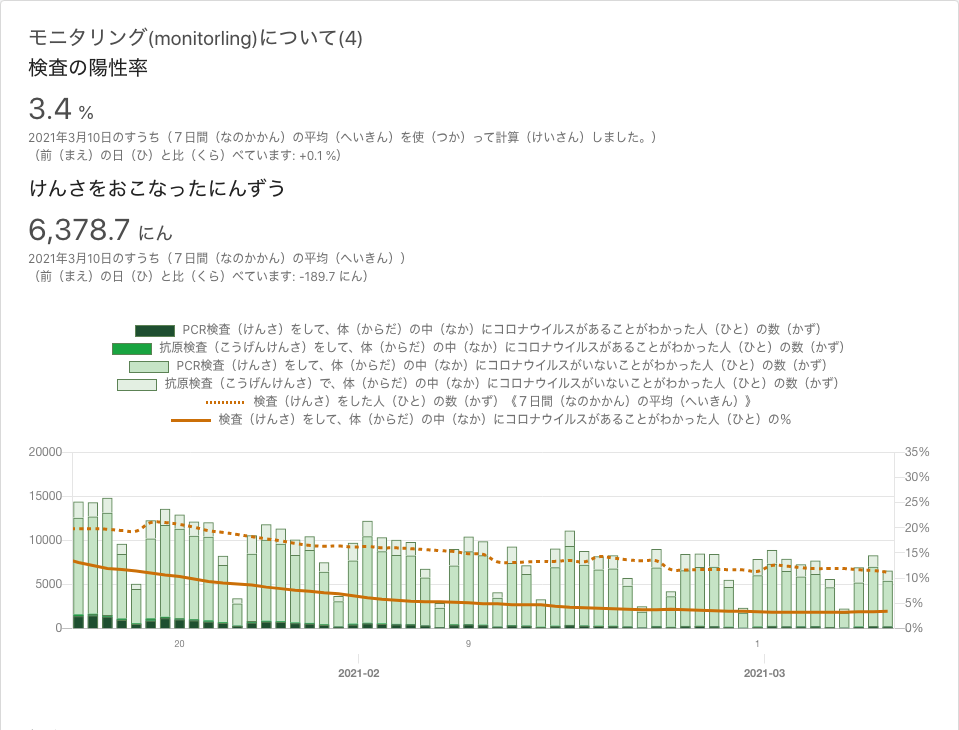 モニタリング(monitorling)について(4)
検査の陽性率
3.4 %
2021年3月10日のすうち（７日間（なのかかん）の平均（へいきん）を使（つか）って計算（けいさん）しました。）
（前（まえ）の日（ひ）と比（くら）べています: +0.1 %）
けんさをおこなったにんずう
6,378.7 にん
2021年3月10日のすうち（７日間（なのかかん）の平均（へいきん））
（前（まえ）の日（ひ）と比（くら）べています: -189.7 にん）
PCR検査（けんさ）をして、体（からだ）の中（なか）にコロナウイルスがあることがわかった人（ひと）の数（かず）
抗原検査（こうげんけんさ）をして、体（からだ）の中（なか）にコロナウイルスがあることがわかった人（ひと）の数（かず）
PCR検査（けんさ）をして、体（からだ）の中（なか）にコロナウイルスがいないことがわかった人（ひと）の数（かず）
抗原検査（こうげんけんさ）で、体（からだ）の中（なか）にコロナウイルスがいないことがわかった人（ひと）の数（かず）
検査（けんさ）をした人（ひと）の数（かず）《７日間（なのかかん）の平均（へいきん）》
検査（けんさ）をして、体（からだ）の中（なか）にコロナウイルスがあることがわかった人（ひと）の%
20000 35%
30%
15000 25%
20%
10000 15%
10%
5000 5%
0 0%
20 9 1
2021-02 2021-03